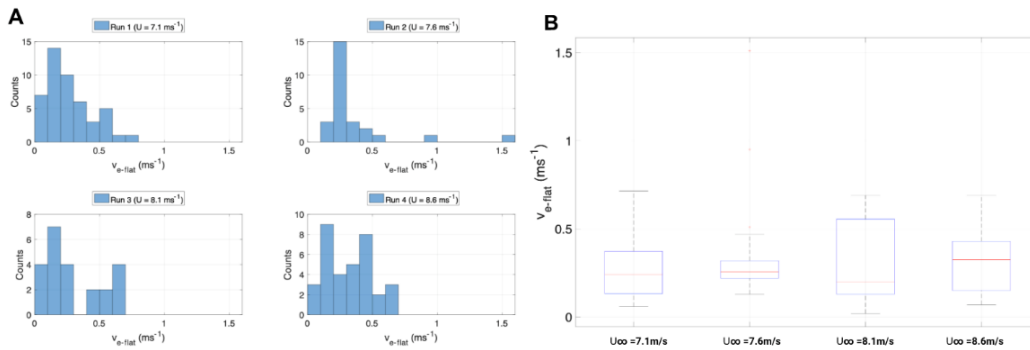 A
Run 1 (U = 7.1 ms⁻¹)
15
10
5
0
Counts
0 0.5 1 1.5
v_e-flat (ms⁻¹)
Run 2 (U = 7.6 ms⁻¹)
15
10
5
0
Counts
0 0.5 1 1.5
v_e-flat (ms⁻¹)
Run 3 (U = 8.1 ms⁻¹)
8
6
4
2
0
Counts
0 0.5 1 1.5
v_e-flat (ms⁻¹)
Run 4 (U = 8.6 ms⁻¹)
10
8
6
4
2
0
Counts
0 0.5 1 1.5
v_e-flat (ms⁻¹)
B
1.5
1
0.5
0
v_e-flat (ms⁻¹)
U∞ =7.1m/s U∞ =7.6m/s U∞ =8.1m/s U∞ =8.6m/s